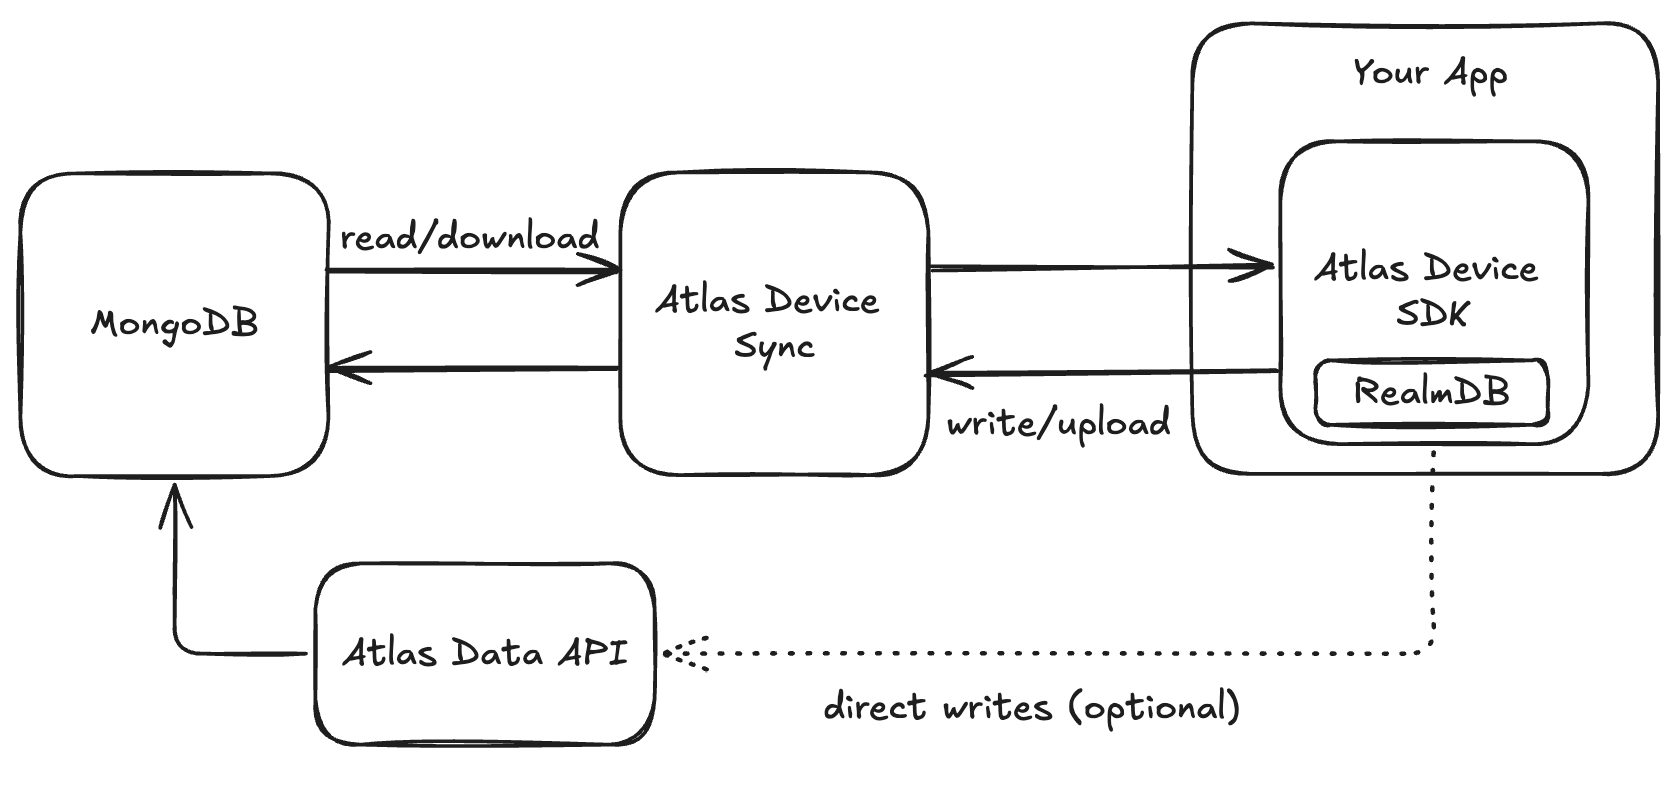 Your App
read/download
MongoDB
Atlas Device
Sync
Atlas Device
SDK
RealmDB
write/upload
Atlas Data API
direct writes (optional)